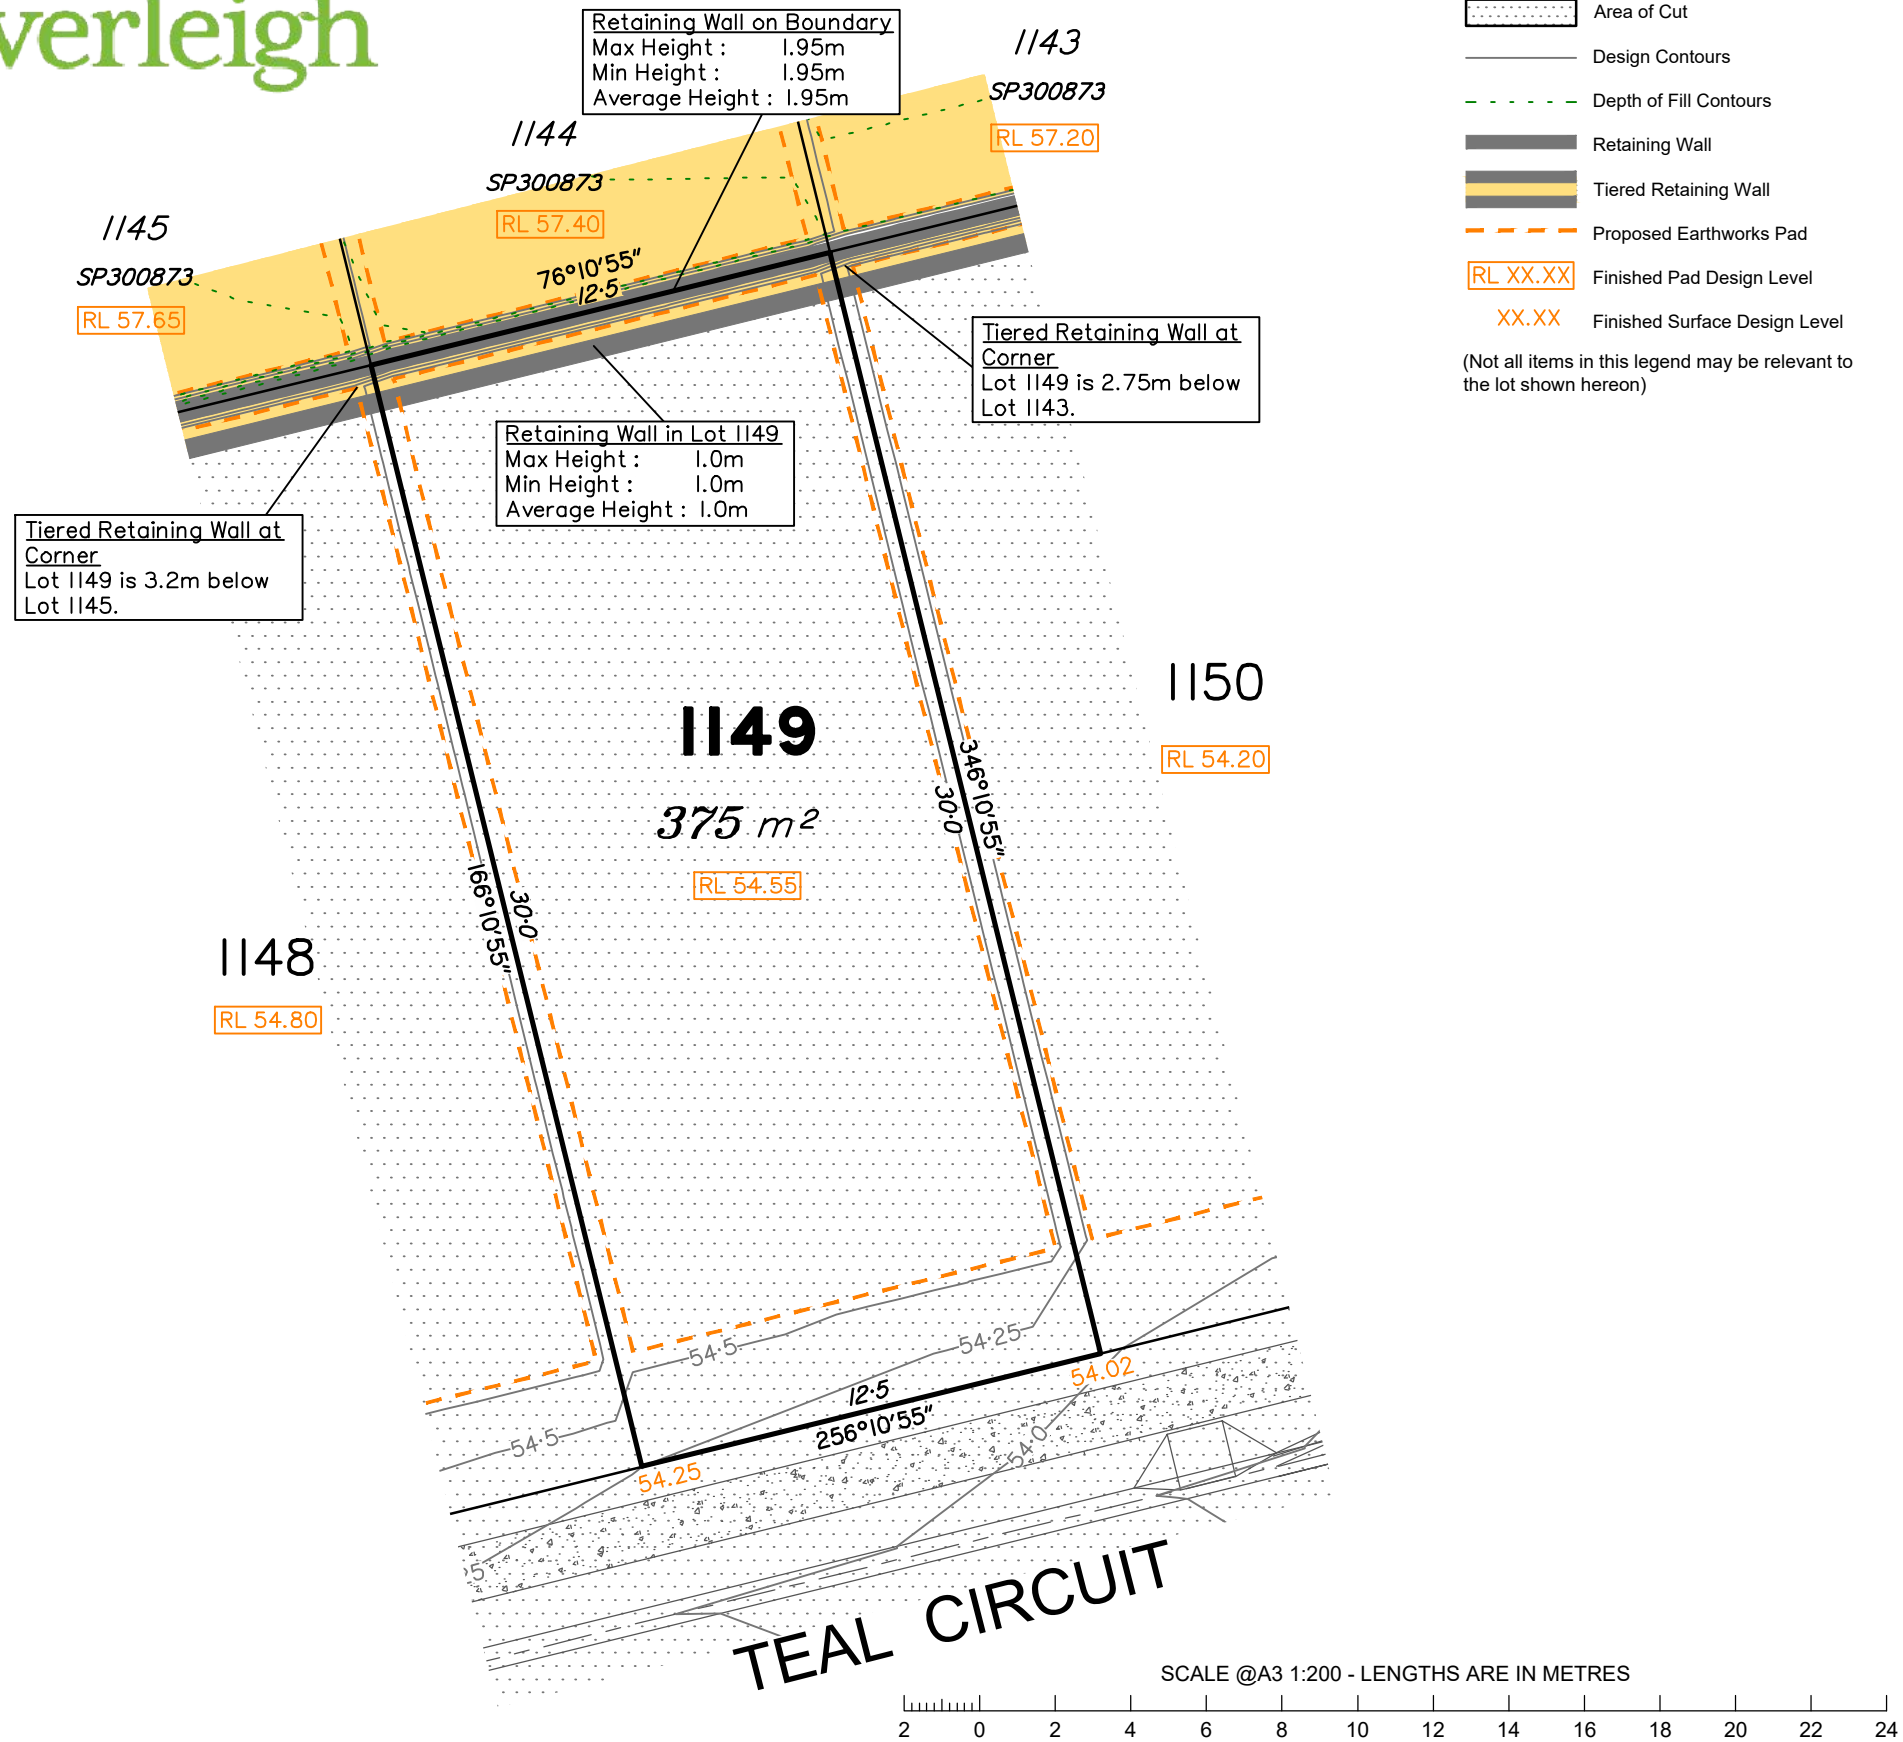 verleigh
Retaining Wall on Boundary
Max Height : 1.95m
Min Height : 1.95m
Average Height : 1.95m
1143
SP300873
RL 57.20
1144
SP300873
RL 57.40
1145
SP300873
RL 57.65
76°10'55"
12·5
Tiered Retaining Wall at
Corner
Lot 1149 is 2.75m below
Lot 1143.
Retaining Wall in Lot 1149
Max Height : 1.0m
Min Height : 1.0m
Average Height : 1.0m
Tiered Retaining Wall at
Corner
Lot 1149 is 3.2m below
Lot 1145.
1149
375 m²
RL 54.55
1150
RL 54.20
346°10'55"
30·0
166°10'55"
30·0
1148
RL 54.80
54·5
54·25
54.02
12·5
256°10'55"
54·5
54.25
54·0
TEAL CIRCUIT
Area of Cut
Design Contours
Depth of Fill Contours
Retaining Wall
Tiered Retaining Wall
Proposed Earthworks Pad
RL XX.XX Finished Pad Design Level
XX.XX Finished Surface Design Level
(Not all items in this legend may be relevant to
the lot shown hereon)
SCALE @A3 1:200 - LENGTHS ARE IN METRES
2 0 2 4 6 8 10 12 14 16 18 20 22 24